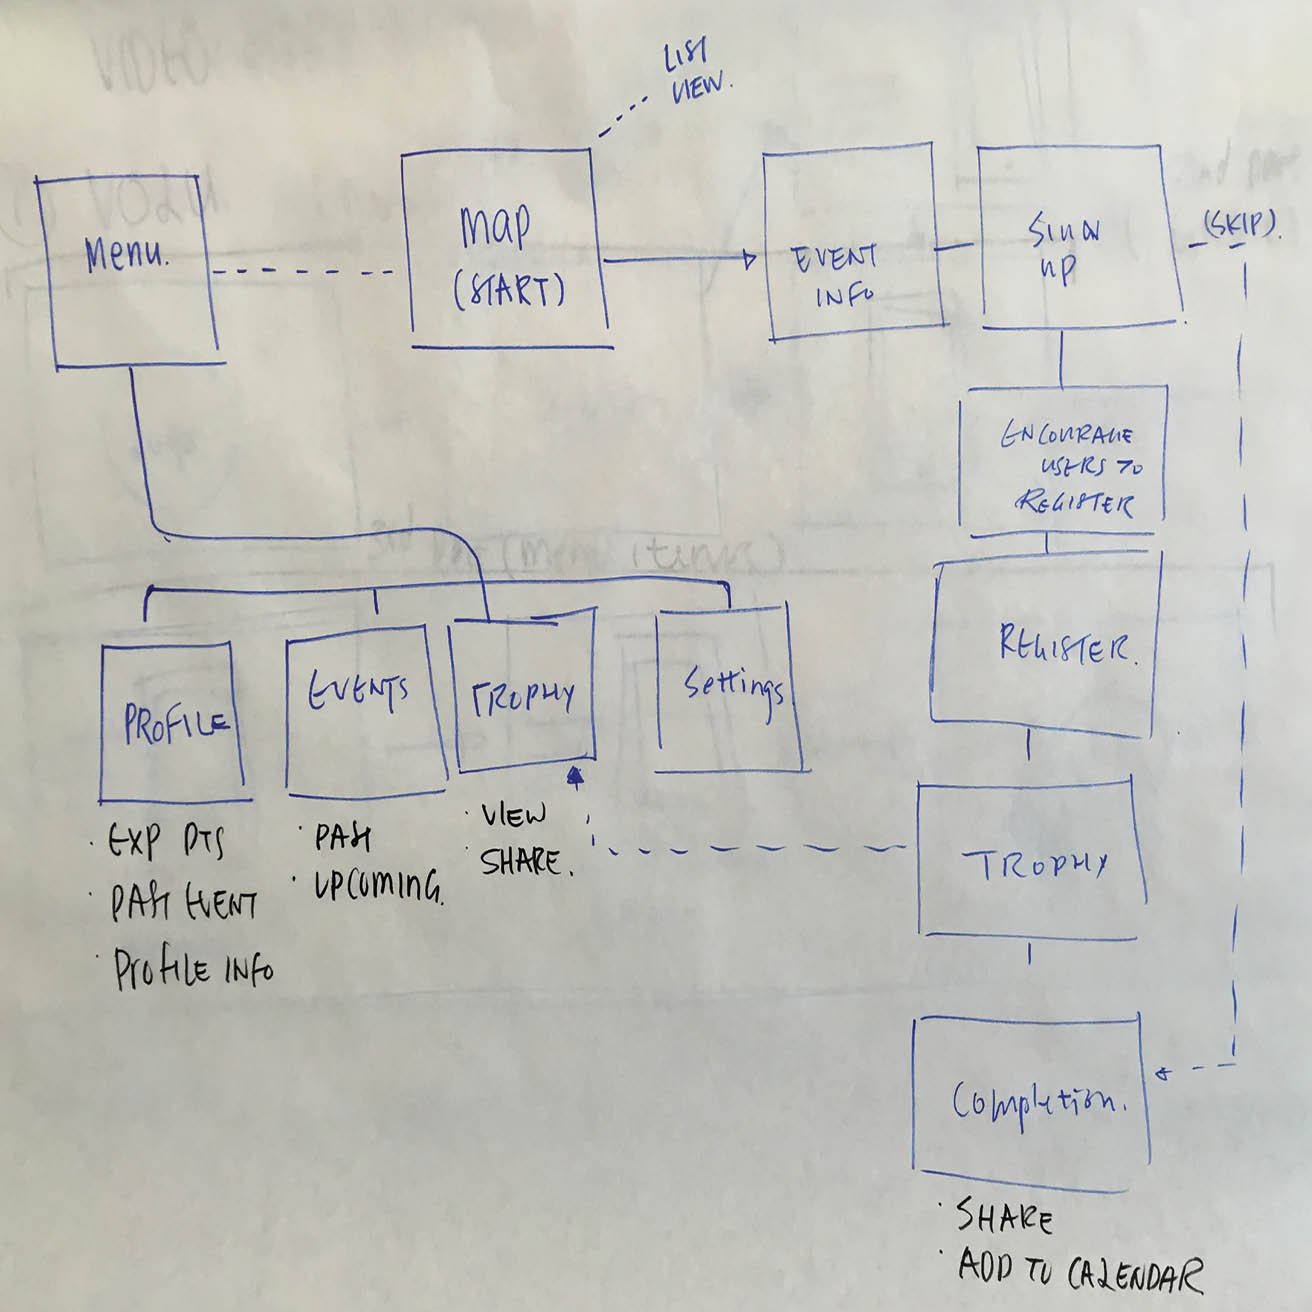 LIST
VIEW.
Menu.
MAP
(START)
EVENT
INFO
SIGN
UP
(SKIP).
ENCOURAGE
USERS TO
REGISTER
REGISTER.
PROFILE
EVENTS
TROPHY
Settings
· EXP PTS
· PAST EVENT
· PROFILE INFO
· PAST
· UPCOMING.
· VIEW
· SHARE.
TROPHY
Completion.
· SHARE
· ADD TO CALENDAR